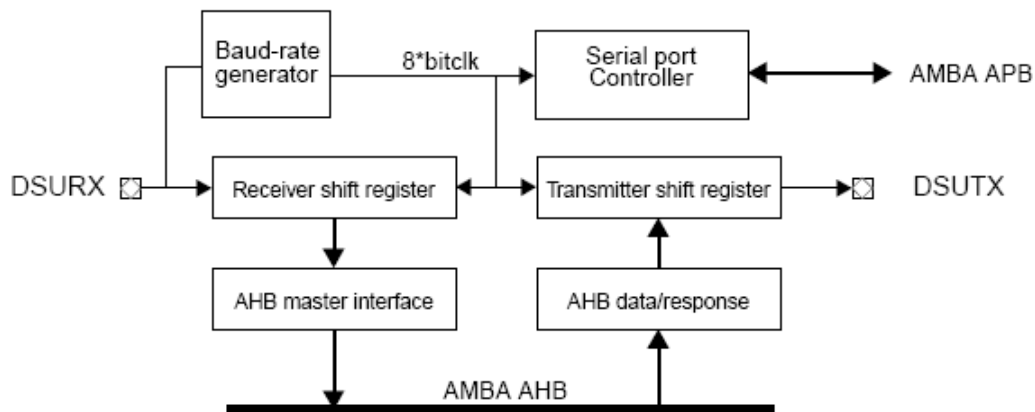 Baud-rate
generator
8*bitclk
Serial port
Controller
AMBA APB
DSURX
Receiver shift register
Transmitter shift register
DSUTX
AHB master interface
AHB data/response
AMBA AHB